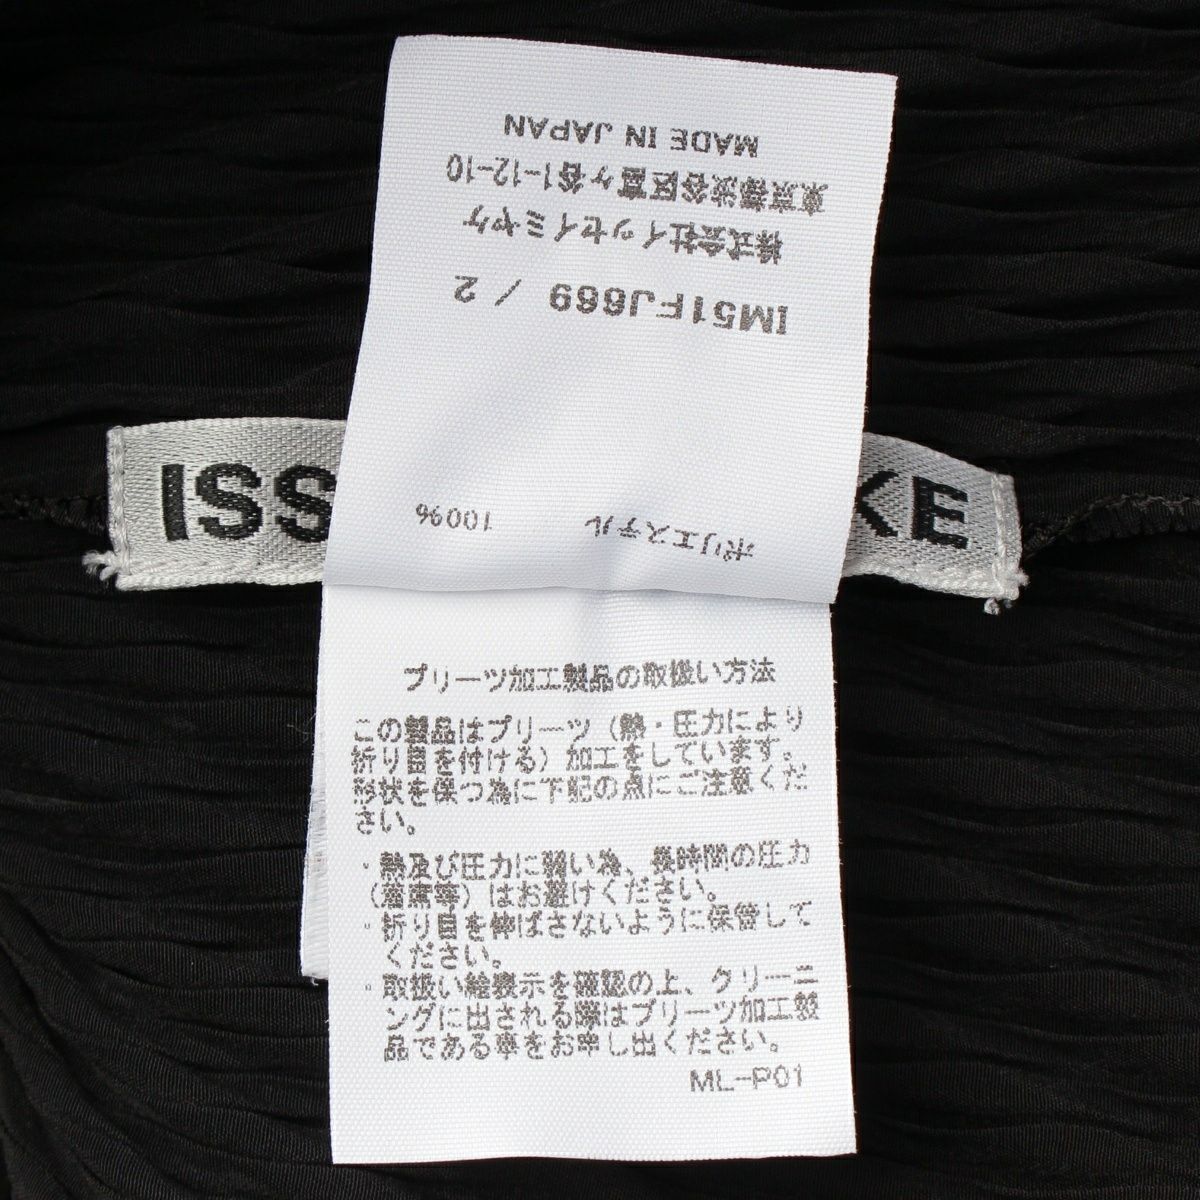 MADE IN JAPAN
東京都渋谷区富ヶ谷1-12-10
株式会社イッセイミヤケ
IM51FJ669 / 2
ISS KE
ポリエステル 100%
プリーツ加工製品の取扱い方法
この製品はプリーツ（熱・圧力により
折り目を付ける）加工をしています。
形状を保つ為に下記の点にご注意くだ
さい。
・熱及び圧力に弱い為、長時間の圧力
（着席等）はお避けください。
・折り目を伸ばさないように保管して
ください。
・取扱い絵表示を確認の上、クリーニ
ングに出される際はプリーツ加工製
品である事をお申し出ください。
ML-P01